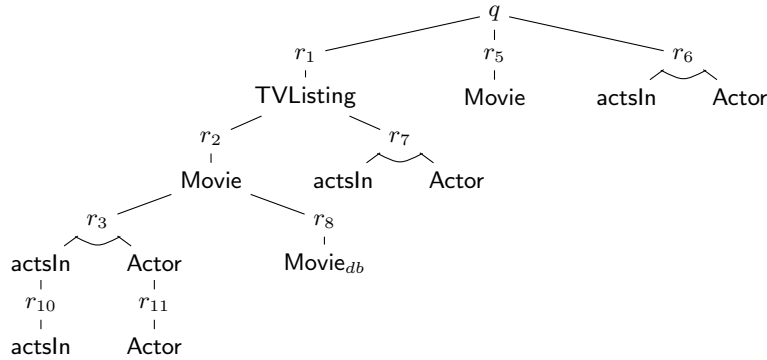 q
r₁ r₅ r₆
TVListing Movie actsIn Actor
r₂ r₇
Movie actsIn Actor
r₃ r₈
actsIn Actor Movie_db
r₁₀ r₁₁
actsIn Actor